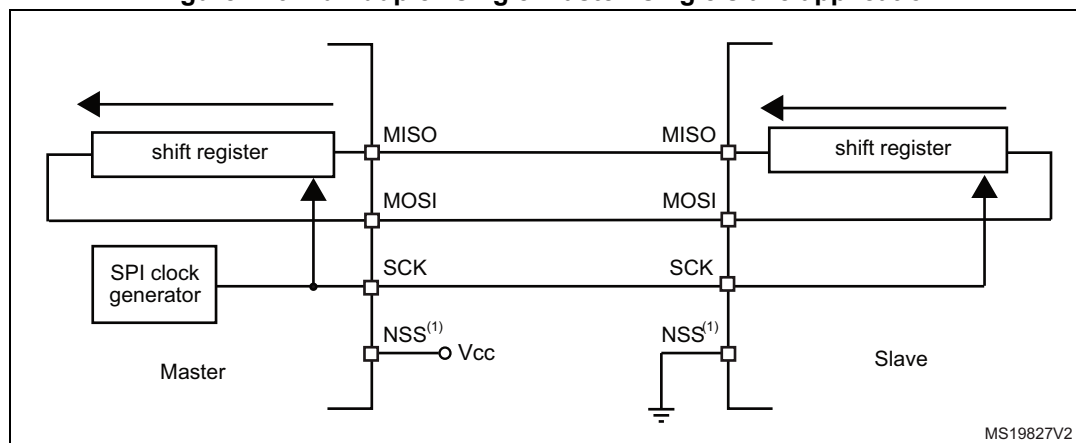 shift register
MISO
MISO
shift register
MOSI
MOSI
SPI clock
generator
SCK
SCK
NSS(1)
Vcc
NSS(1)
Master
Slave
MS19827V2